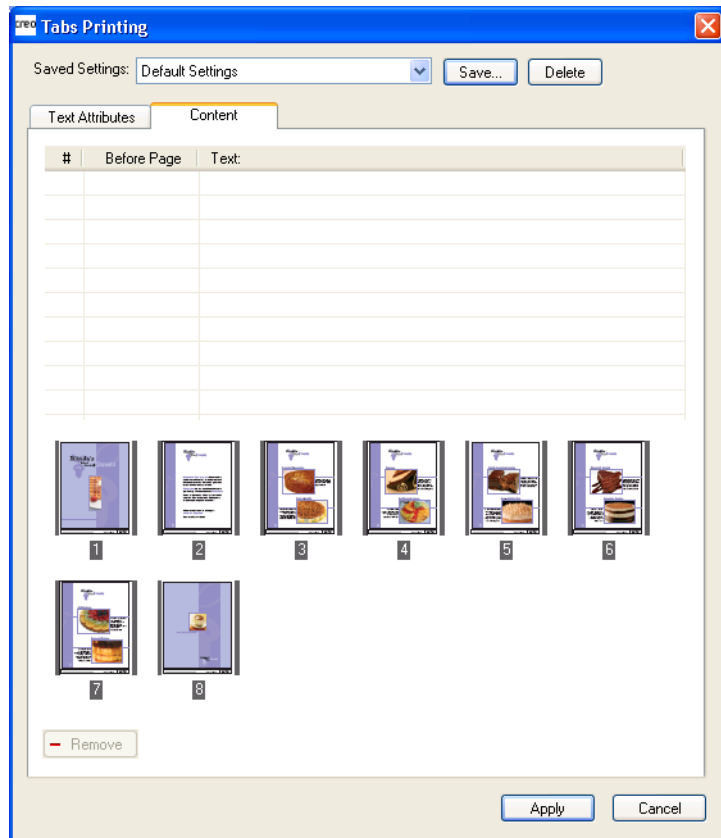 creo Tabs Printing
Saved Settings: Default Settings Save... Delete
Text Attributes Content
# Before Page Text:
1 2 3 4 5 6
7 8
Remove
Apply Cancel